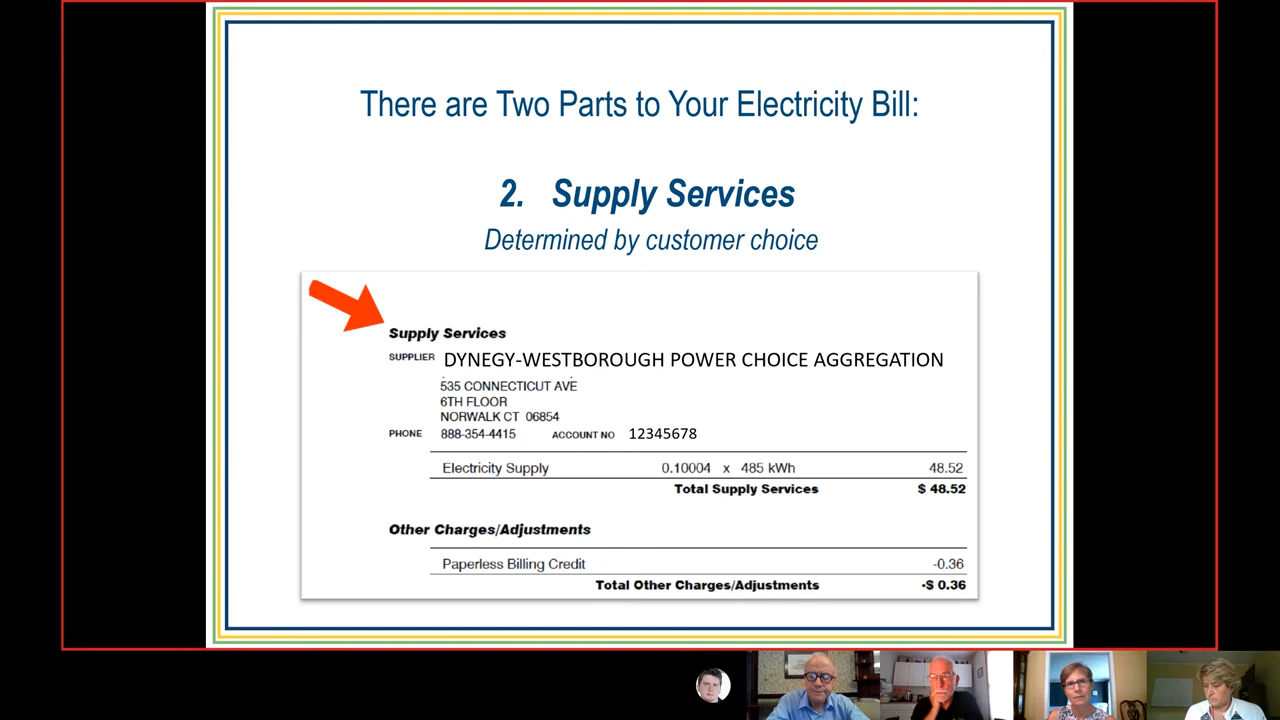 There are Two Parts to Your Electricity Bill:
2. Supply Services
Determined by customer choice
Supply Services
SUPPLIER DYNEGY-WESTBOROUGH POWER CHOICE AGGREGATION
535 CONNECTICUT AVE
6TH FLOOR
NORWALK CT 06854
PHONE 888-354-4415 ACCOUNT NO 12345678
Electricity Supply 0.10004 x 485 kWh 48.52
Total Supply Services $ 48.52
Other Charges/Adjustments
Paperless Billing Credit -0.36
Total Other Charges/Adjustments -$ 0.36